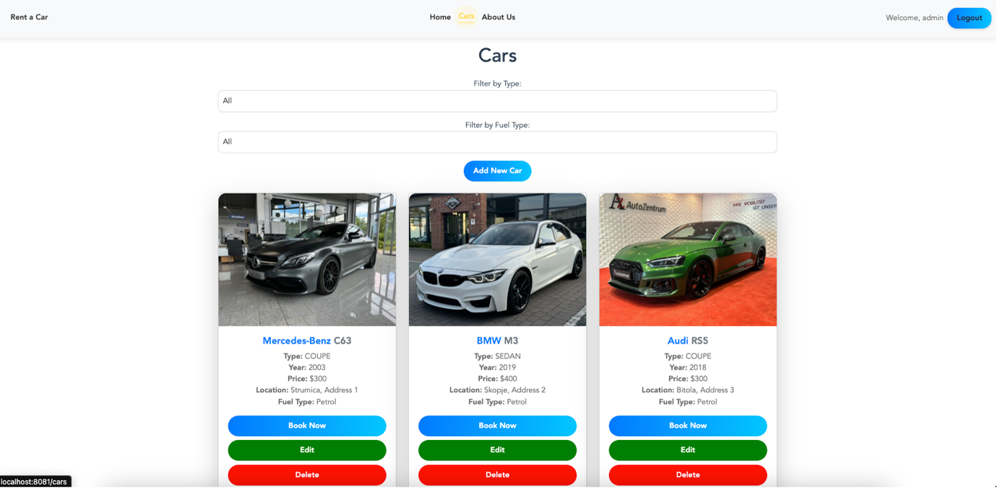 Rent a Car
Home Cars About Us
Welcome, admin Logout
Cars
Filter by Type:
All
Filter by Fuel Type:
All
Add New Car
AutoZentrum
IHRE MOBILITÄT
IST UNSER
Mercedes-Benz C63
Type: COUPE
Year: 2003
Price: $300
Location: Strumica, Address 1
Fuel Type: Petrol
Book Now
Edit
Delete
BMW M3
Type: SEDAN
Year: 2019
Price: $400
Location: Skopje, Address 2
Fuel Type: Petrol
Book Now
Edit
Delete
Audi RS5
Type: COUPE
Year: 2018
Price: $300
Location: Bitola, Address 3
Fuel Type: Petrol
Book Now
Edit
Delete
localhost:8081/cars